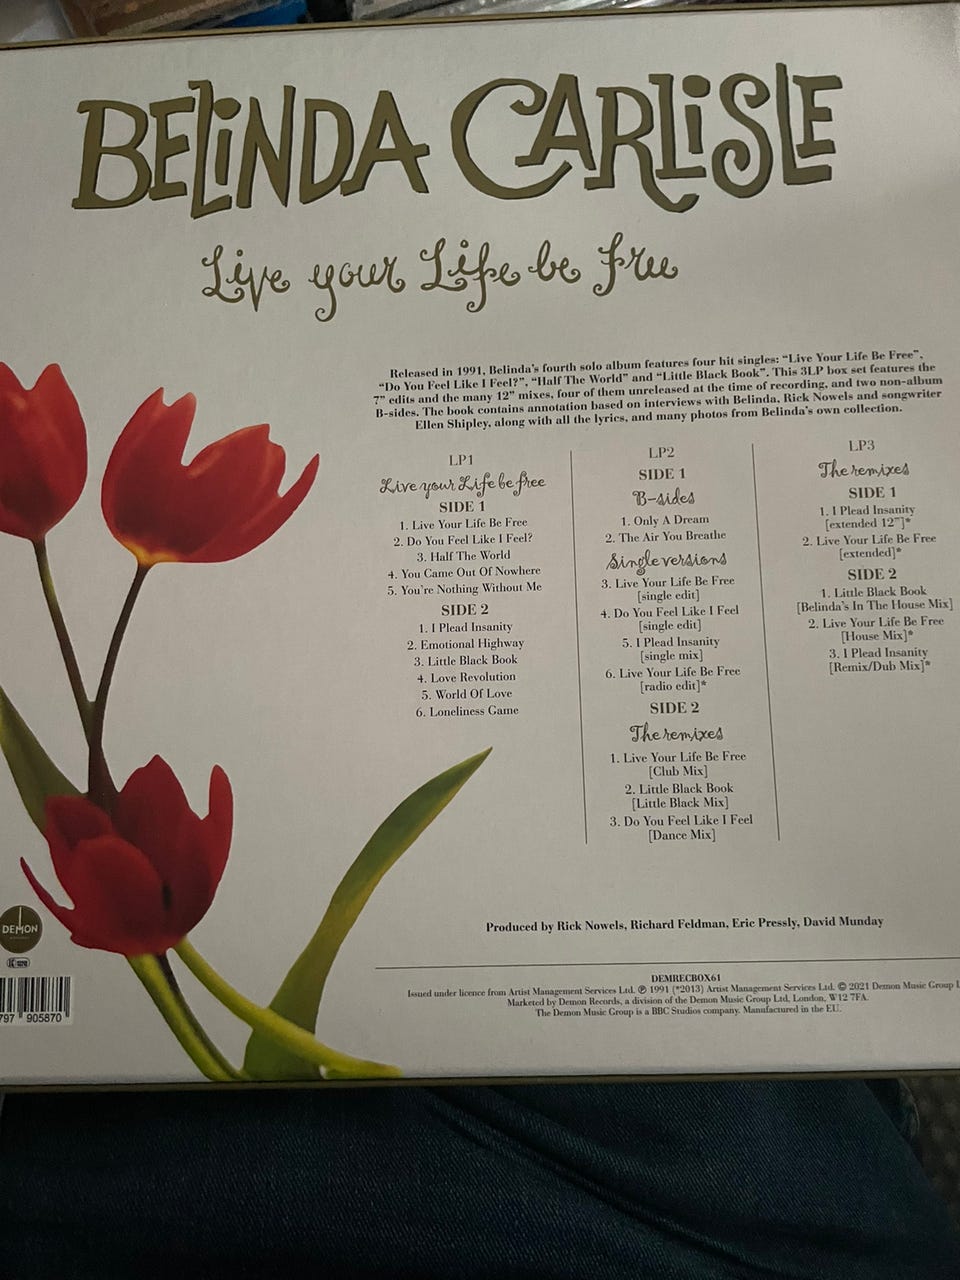 BELINDA CARLISLE
Live your Life be free
Released in 1991, Belinda's fourth solo album features four hit singles: "Live Your Life Be Free",
"Do You Feel Like I Feel?", "Half The World" and "Little Black Book". This 3LP box set features the
7" edits and the many 12" mixes, four of them unreleased at the time of recording, and two non-album
B-sides. The book contains annotation based on interviews with Belinda, Rick Nowels and songwriter
Ellen Shipley, along with all the lyrics, and many photos from Belinda's own collection.
LP1
Live your Life be free
SIDE 1
1. Live Your Life Be Free
2. Do You Feel Like I Feel?
3. Half The World
4. You Came Out Of Nowhere
5. You're Nothing Without Me
SIDE 2
1. I Plead Insanity
2. Emotional Highway
3. Little Black Book
4. Love Revolution
5. World Of Love
6. Loneliness Game
LP2
SIDE 1
B-sides
1. Only A Dream
2. The Air You Breathe
Single versions
3. Live Your Life Be Free
[single edit]
4. Do You Feel Like I Feel
[single edit]
5. I Plead Insanity
[single mix]
6. Live Your Life Be Free
[radio edit]*
SIDE 2
The remixes
1. Live Your Life Be Free
[Club Mix]
2. Little Black Book
[Little Black Mix]
3. Do You Feel Like I Feel
[Dance Mix]
LP3
The remixes
SIDE 1
1. I Plead Insanity
[extended 12"]*
2. Live Your Life Be Free
[extended]*
SIDE 2
1. Little Black Book
[Belinda's In The House Mix]
2. Live Your Life Be Free
[House Mix]*
3. I Plead Insanity
[Remix/Dub Mix]*
DEMON
797 905870
Produced by Rick Nowels, Richard Feldman, Eric Pressly, David Munday
DEMRECBOX61
Issued under licence from Artist Management Services Ltd. ℗ 1991 (*2013) Artist Management Services Ltd. © 2021 Demon Music Group L
Marketed by Demon Records, a division of the Demon Music Group Ltd, London, W12 7FA.
The Demon Music Group is a BBC Studios company. Manufactured in the EU.